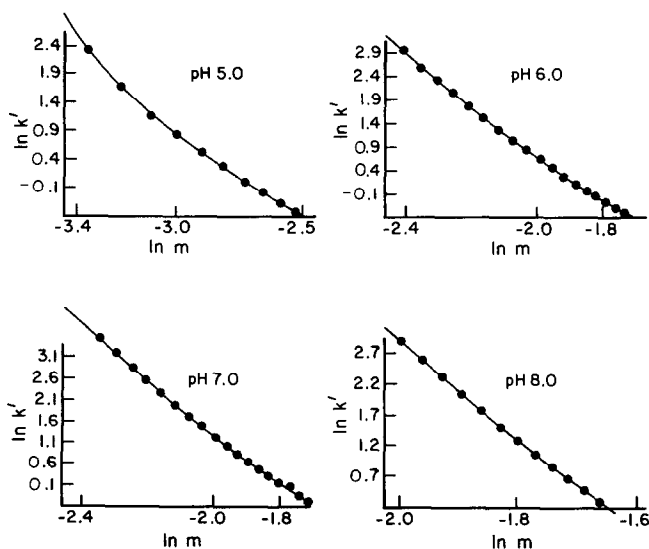 pH 5.0
ln k'
2.4
1.9
1.4
0.9
0.4
-0.1
-3.4 -3.0 -2.5
ln m
pH 6.0
ln k'
2.9
2.4
1.9
1.4
0.9
0.4
-0.1
-2.4 -2.0 -1.8
ln m
pH 7.0
ln k'
3.1
2.6
2.1
1.6
1.1
0.6
0.1
-2.4 -2.0 -1.8
ln m
pH 8.0
ln k'
2.7
2.2
1.7
1.2
0.7
-2.0 -1.8 -1.6
ln m